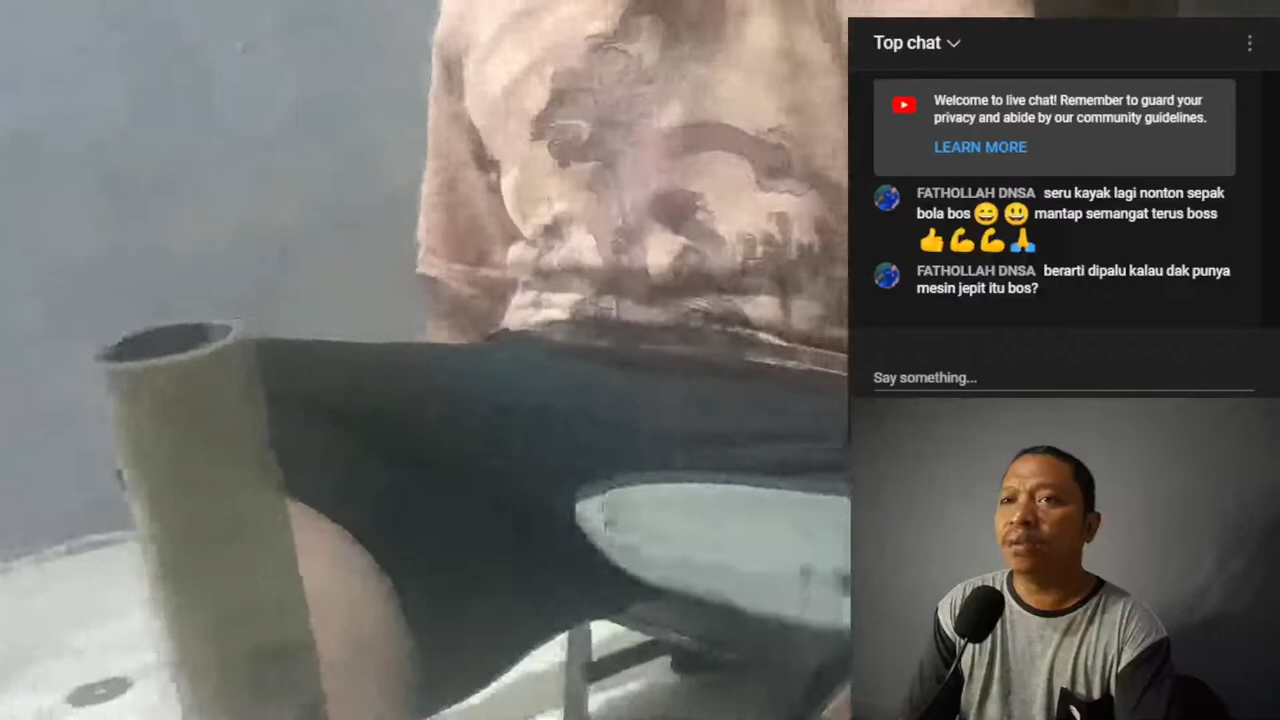 Top chat
Welcome to live chat! Remember to guard your
privacy and abide by our community guidelines.
LEARN MORE
FATHOLLAH DNSA seru kayak lagi nonton sepak
bola bos😄😃 mantap semangat terus boss
👍💪💪🙏
FATHOLLAH DNSA berarti dipalu kalau dak punya
mesin jepit itu bos?
Say something...